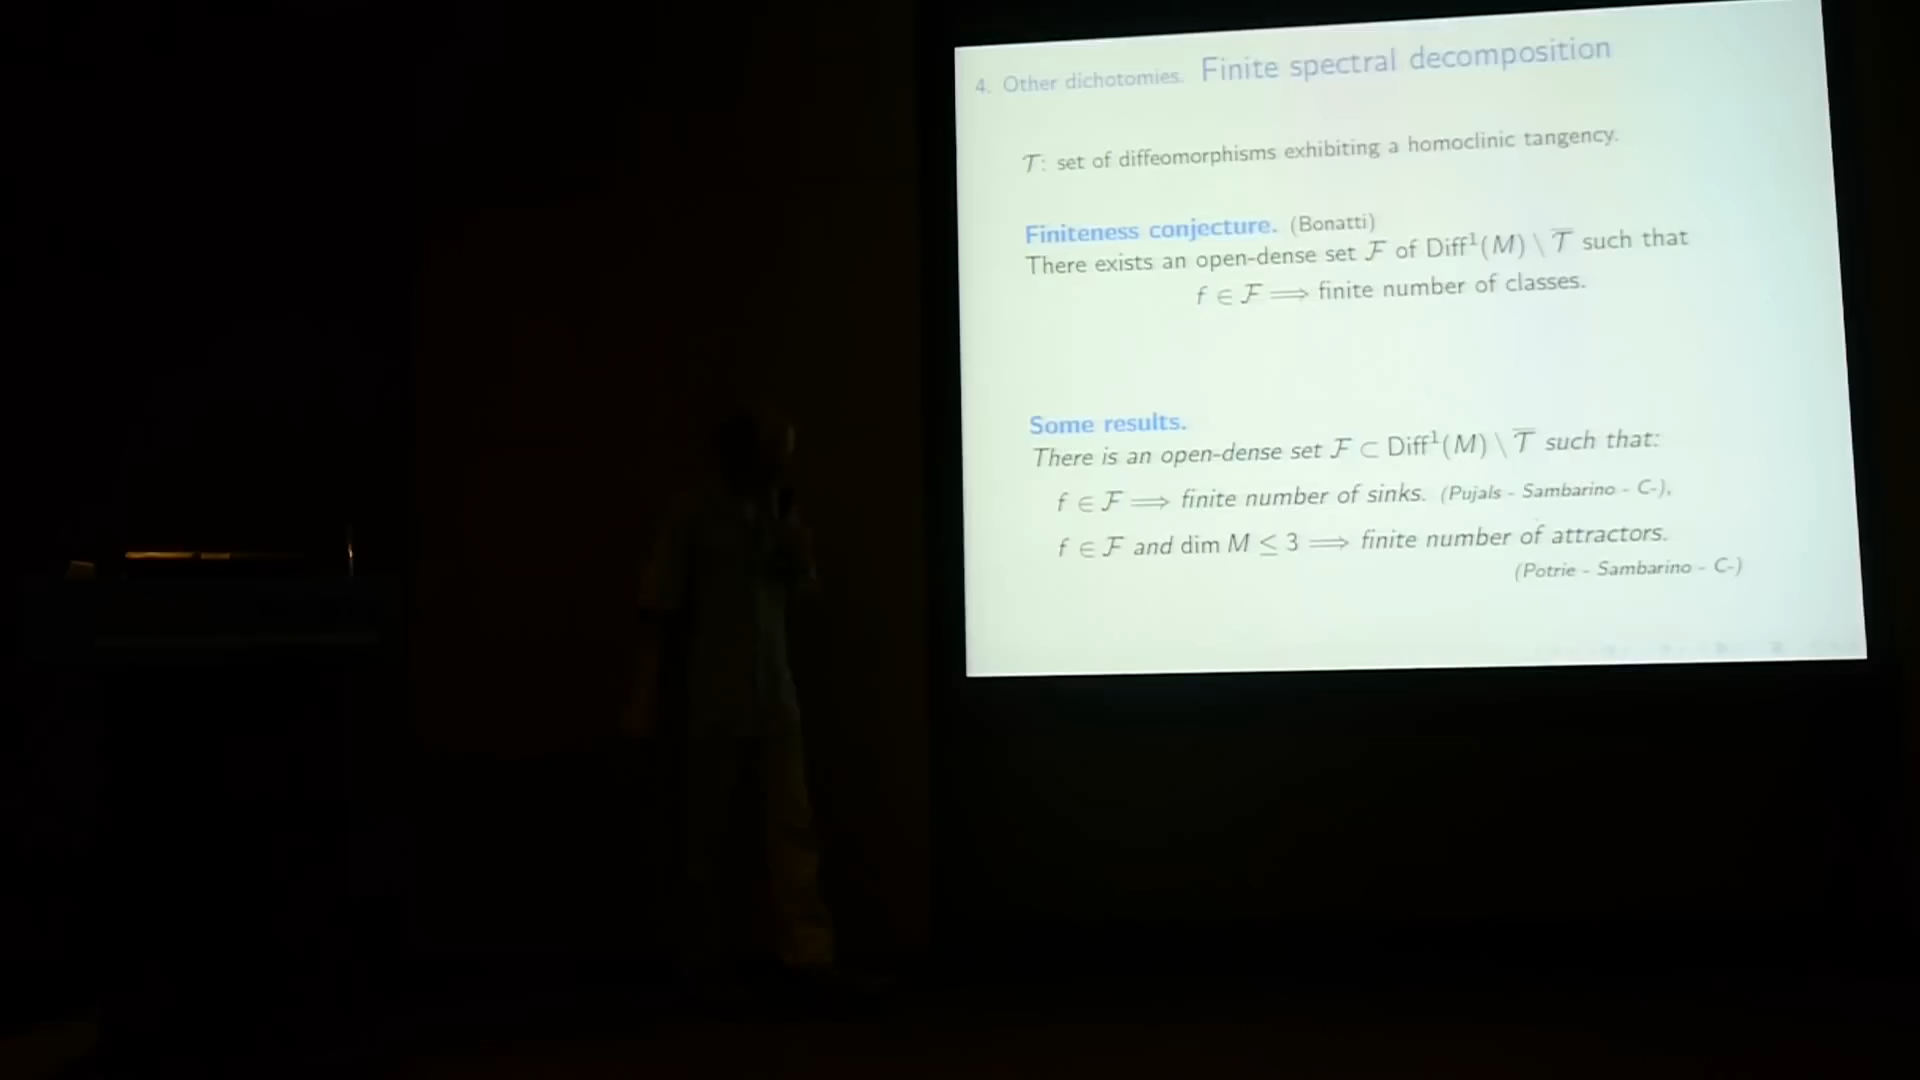 4. Other dichotomies. Finite spectral decomposition
𝒯: set of diffeomorphisms exhibiting a homoclinic tangency.
Finiteness conjecture. (Bonatti)
There exists an open-dense set ℱ of Diff¹(M) \ 𝒯̅ such that
f ∈ ℱ ⟹ finite number of classes.
Some results.
There is an open-dense set ℱ ⊂ Diff¹(M) \ 𝒯̅ such that:
f ∈ ℱ ⟹ finite number of sinks. (Pujals - Sambarino - C-),
f ∈ ℱ and dim M ≤ 3 ⟹ finite number of attractors.
(Potrie - Sambarino - C-)